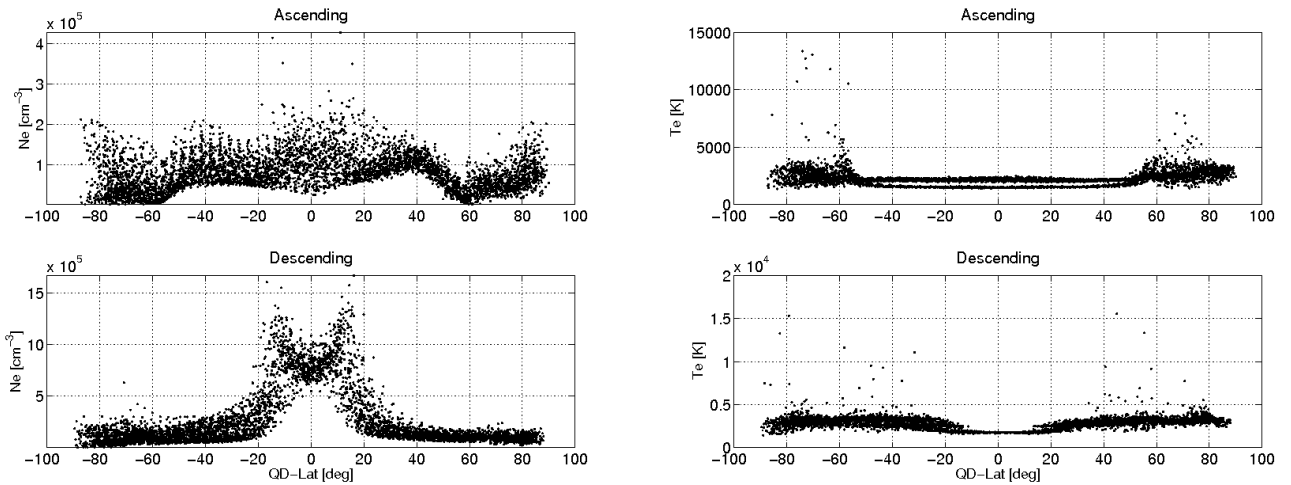 Ascending
x 10^5
Ne [cm^-3]
4
3
2
1
−100 −80 −60 −40 −20 0 20 40 60 80 100
Ascending
Te [K]
15000
10000
5000
0
−100 −80 −60 −40 −20 0 20 40 60 80 100
Descending
x 10^5
Ne [cm^-3]
15
10
5
−100 −80 −60 −40 −20 0 20 40 60 80 100
QD−Lat [deg]
Descending
x 10^4
Te [K]
2
1.5
1
0.5
0
−100 −80 −60 −40 −20 0 20 40 60 80 100
QD−Lat [deg]